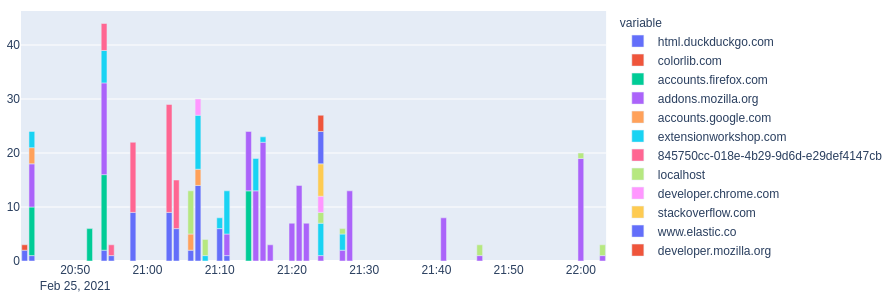 variable
html.duckduckgo.com
colorlib.com
accounts.firefox.com
addons.mozilla.org
accounts.google.com
extensionworkshop.com
845750cc-018e-4b29-9d6d-e29def4147cb
localhost
developer.chrome.com
stackoverflow.com
www.elastic.co
developer.mozilla.org
40
30
20
10
0
20:50 21:00 21:10 21:20 21:30 21:40 21:50 22:00
Feb 25, 2021